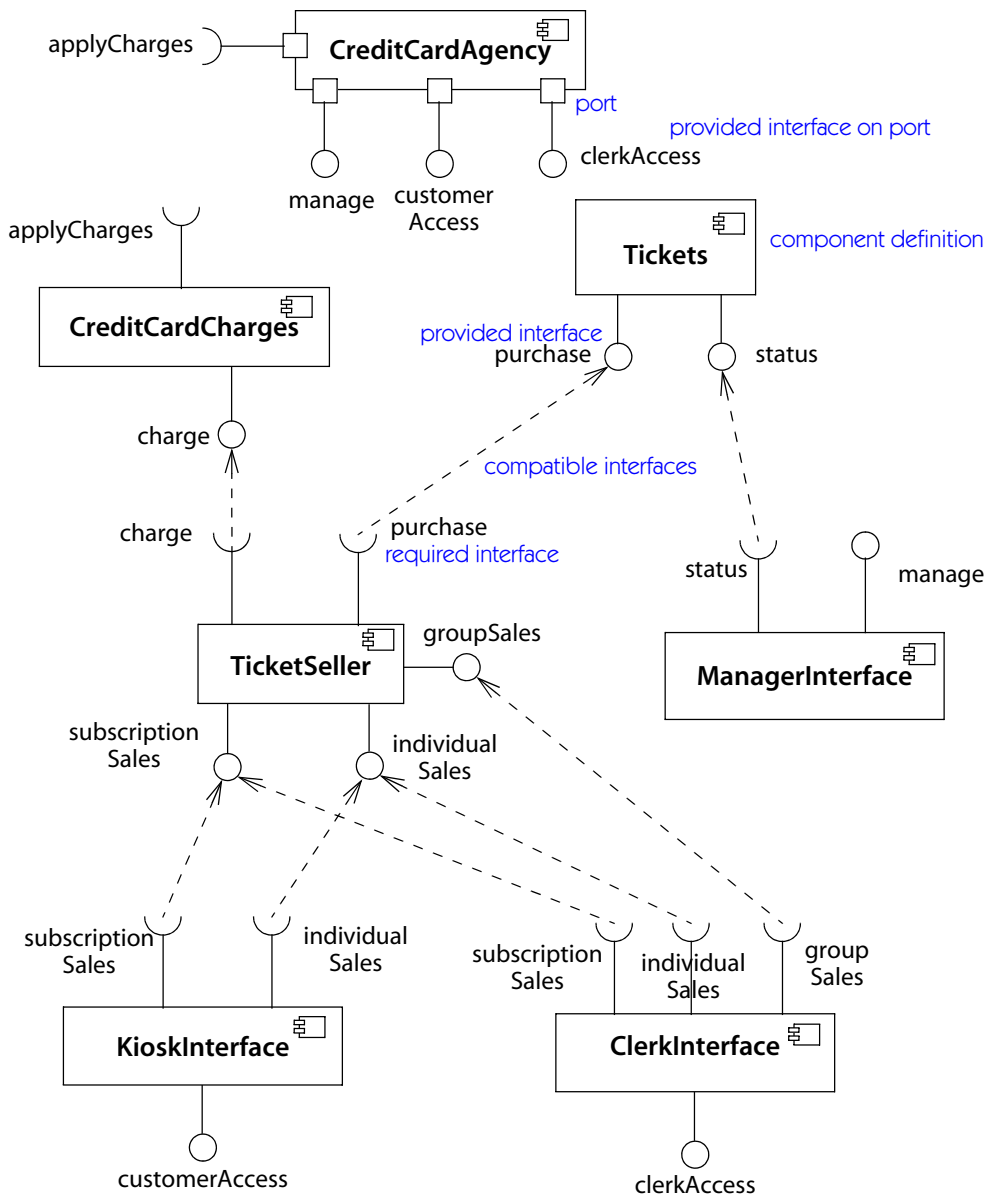 applyCharges
CreditCardAgency
port
provided interface on port
clerkAccess
manage
customer
Access
applyCharges
Tickets
component definition
CreditCardCharges
provided interface
purchase
status
charge
compatible interfaces
charge
purchase
required interface
status
manage
groupSales
TicketSeller
ManagerInterface
subscription
Sales
individual
Sales
subscription
Sales
individual
Sales
subscription
Sales
individual
Sales
group
Sales
KioskInterface
ClerkInterface
customerAccess
clerkAccess